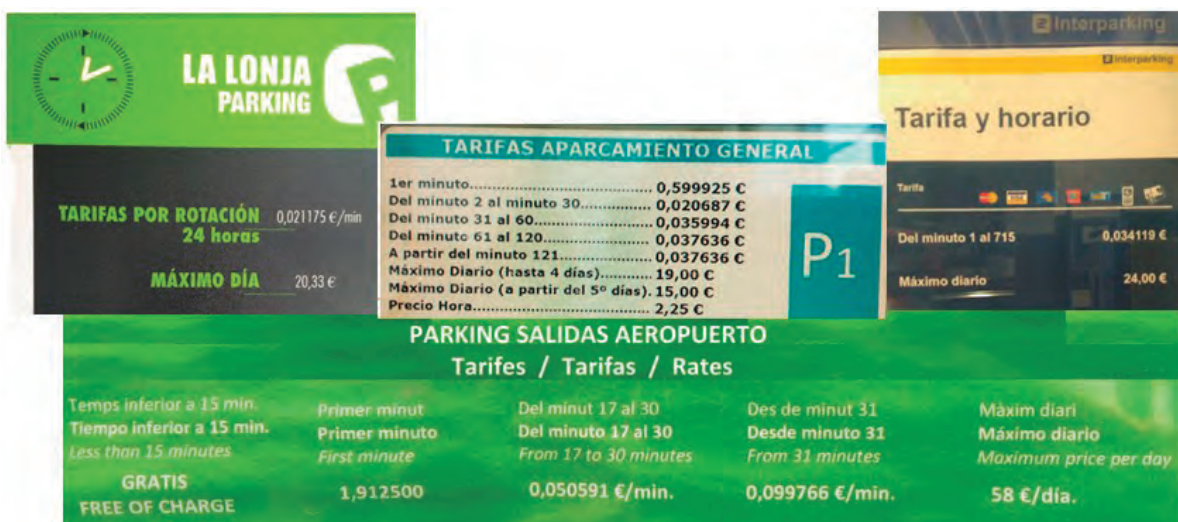 LA LONJA
PARKING
TARIFAS POR ROTACIÓN 0,021175 €/min
24 horas
MÁXIMO DÍA 20,33 €
TARIFAS APARCAMIENTO GENERAL
1er minuto.................................... 0,599925 €
Del minuto 2 al minuto 30............... 0,020687 €
Del minuto 31 al 60........................ 0,035994 €
Del minuto 61 al 120...................... 0,037636 €
A partir del minuto 121................... 0,037636 €
Máximo Diario (hasta 4 días)............ 19,00 €
Máximo Diario (a partir del 5º días). 15,00 €
Precio Hora................................... 2,25 €
P1
Interparking
Interparking
Tarifa y horario
Tarifa
Del minuto 1 al 715 0,034119 €
Máximo diario 24,00 €
PARKING SALIDAS AEROPUERTO
Tarifes / Tarifas / Rates
Temps inferior a 15 min.
Tiempo inferior a 15 min.
Less than 15 minutes
GRATIS
FREE OF CHARGE
Primer minut
Primer minuto
First minute
1,912500
Del minut 17 al 30
Del minuto 17 al 30
From 17 to 30 minutes
0,050591 €/min.
Des de minut 31
Desde minuto 31
From 31 minutes
0,099766 €/min.
Màxim diari
Máximo diario
Maximum price per day
58 €/día.